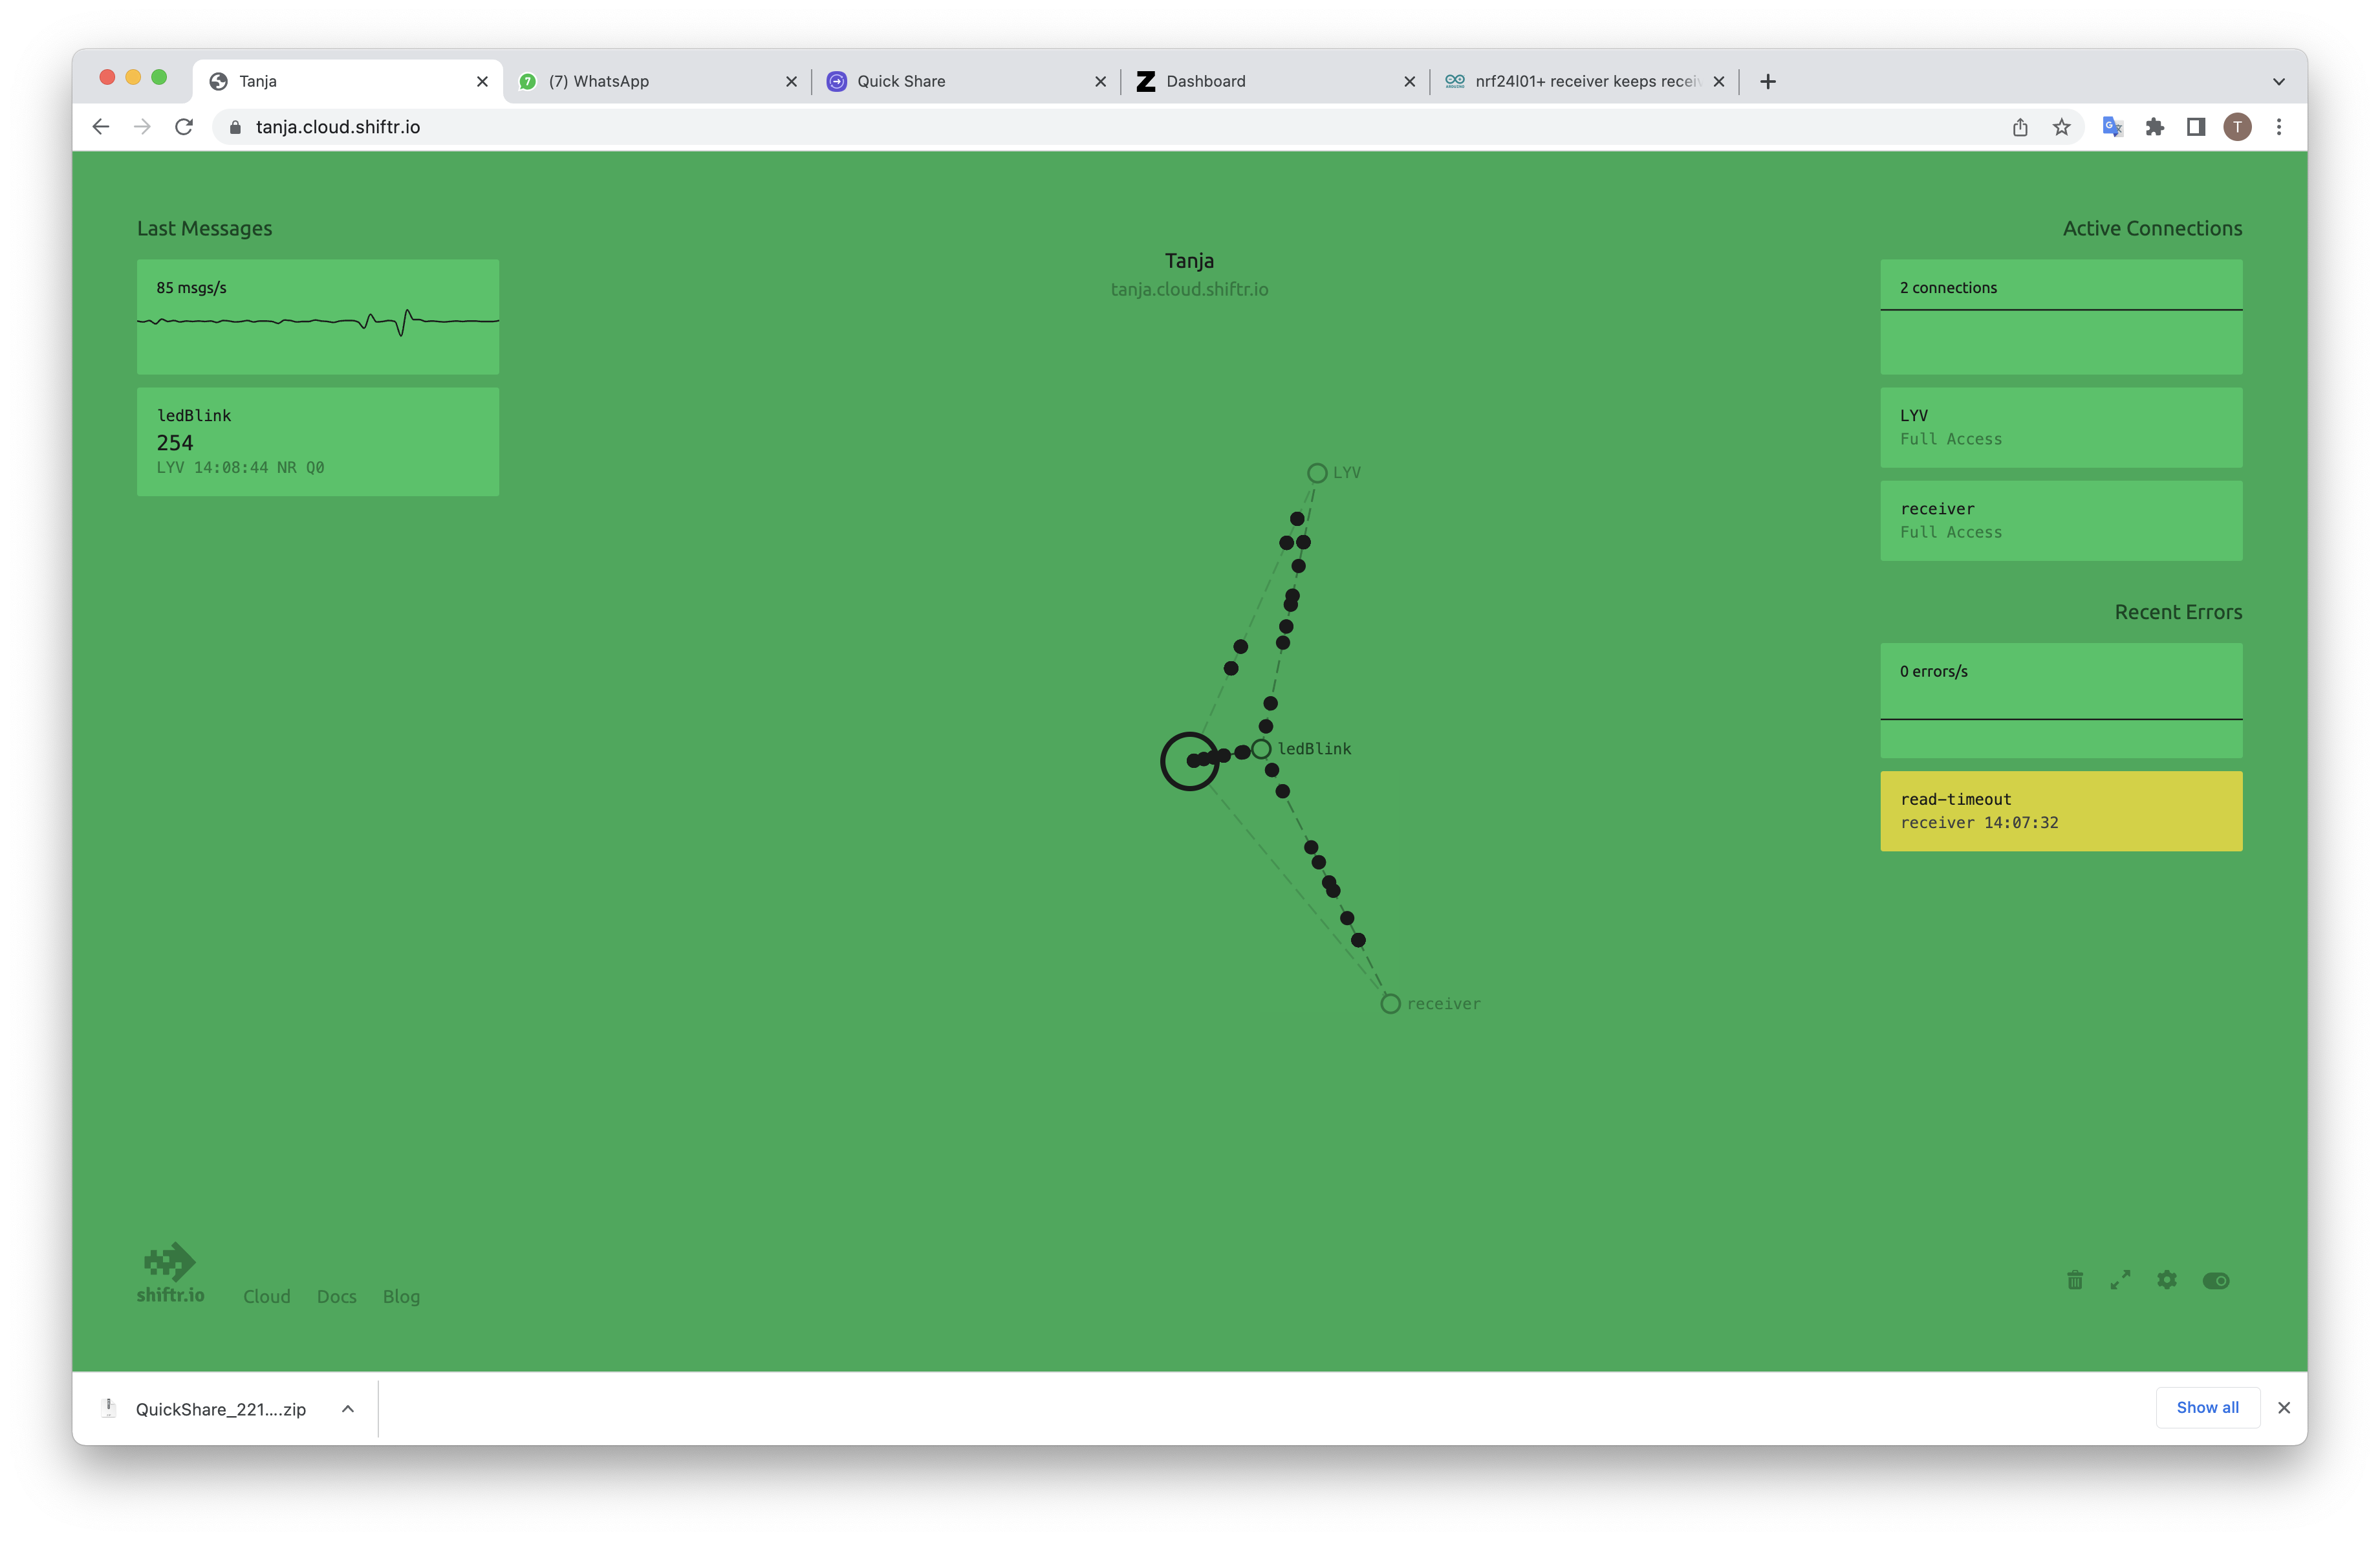 Tanja
(7) WhatsApp
Quick Share
Dashboard
nrf24l01+ receiver keeps recei
tanja.cloud.shiftr.io
T
Last Messages
85 msgs/s
ledBlink
254
LYV 14:08:44 NR Q0
Tanja
tanja.cloud.shiftr.io
LYV
ledBlink
receiver
Active Connections
2 connections
LYV
Full Access
receiver
Full Access
Recent Errors
0 errors/s
read-timeout
receiver 14:07:32
shiftr.io
Cloud
Docs
Blog
QuickShare_221....zip
Show all